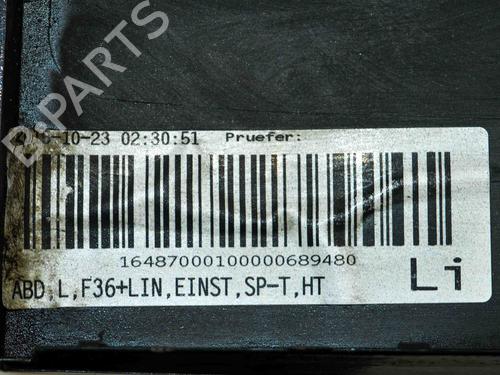 B-PARTS
10-23 02:30:51 Pruefer:
16487000100000689480
ABD,L,F36+LIN,EINST,SP-T,HT
Li